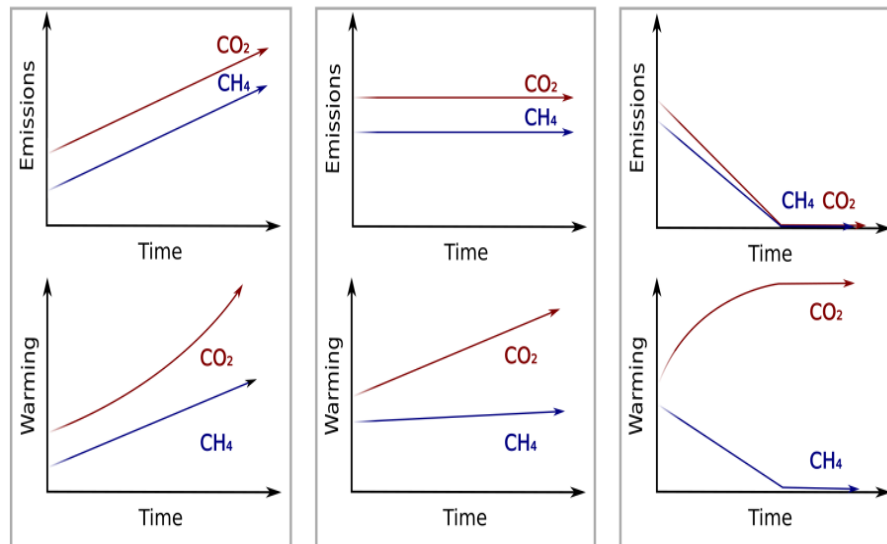 Emissions
CO₂
CH₄
Time
Warming
CO₂
CH₄
Time
Emissions
CO₂
CH₄
Time
Warming
CO₂
CH₄
Time
Emissions
CH₄ CO₂
Time
Warming
CO₂
CH₄
Time